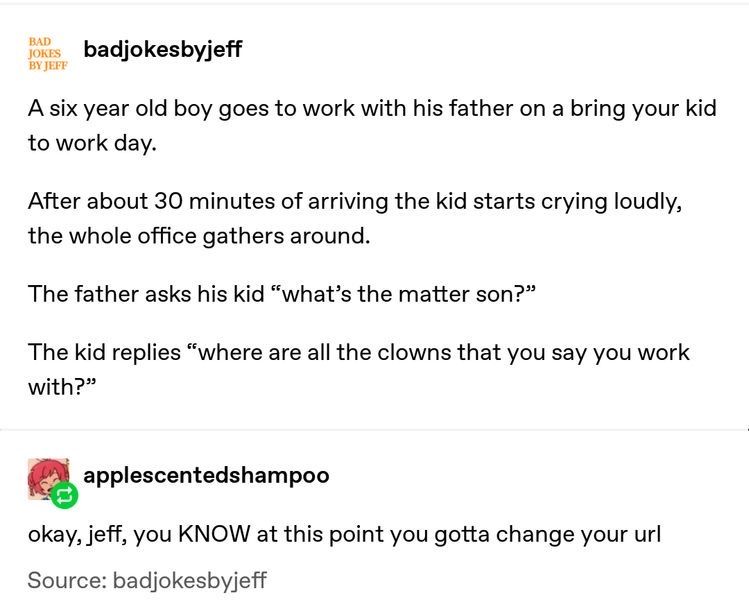 BAD
JOKES
BY JEFF
badjokesbyjeff
A six year old boy goes to work with his father on a bring your kid
to work day.
After about 30 minutes of arriving the kid starts crying loudly,
the whole office gathers around.
The father asks his kid “what’s the matter son?”
The kid replies “where are all the clowns that you say you work
with?”
applescentedshampoo
okay, jeff, you KNOW at this point you gotta change your url
Source: badjokesbyjeff